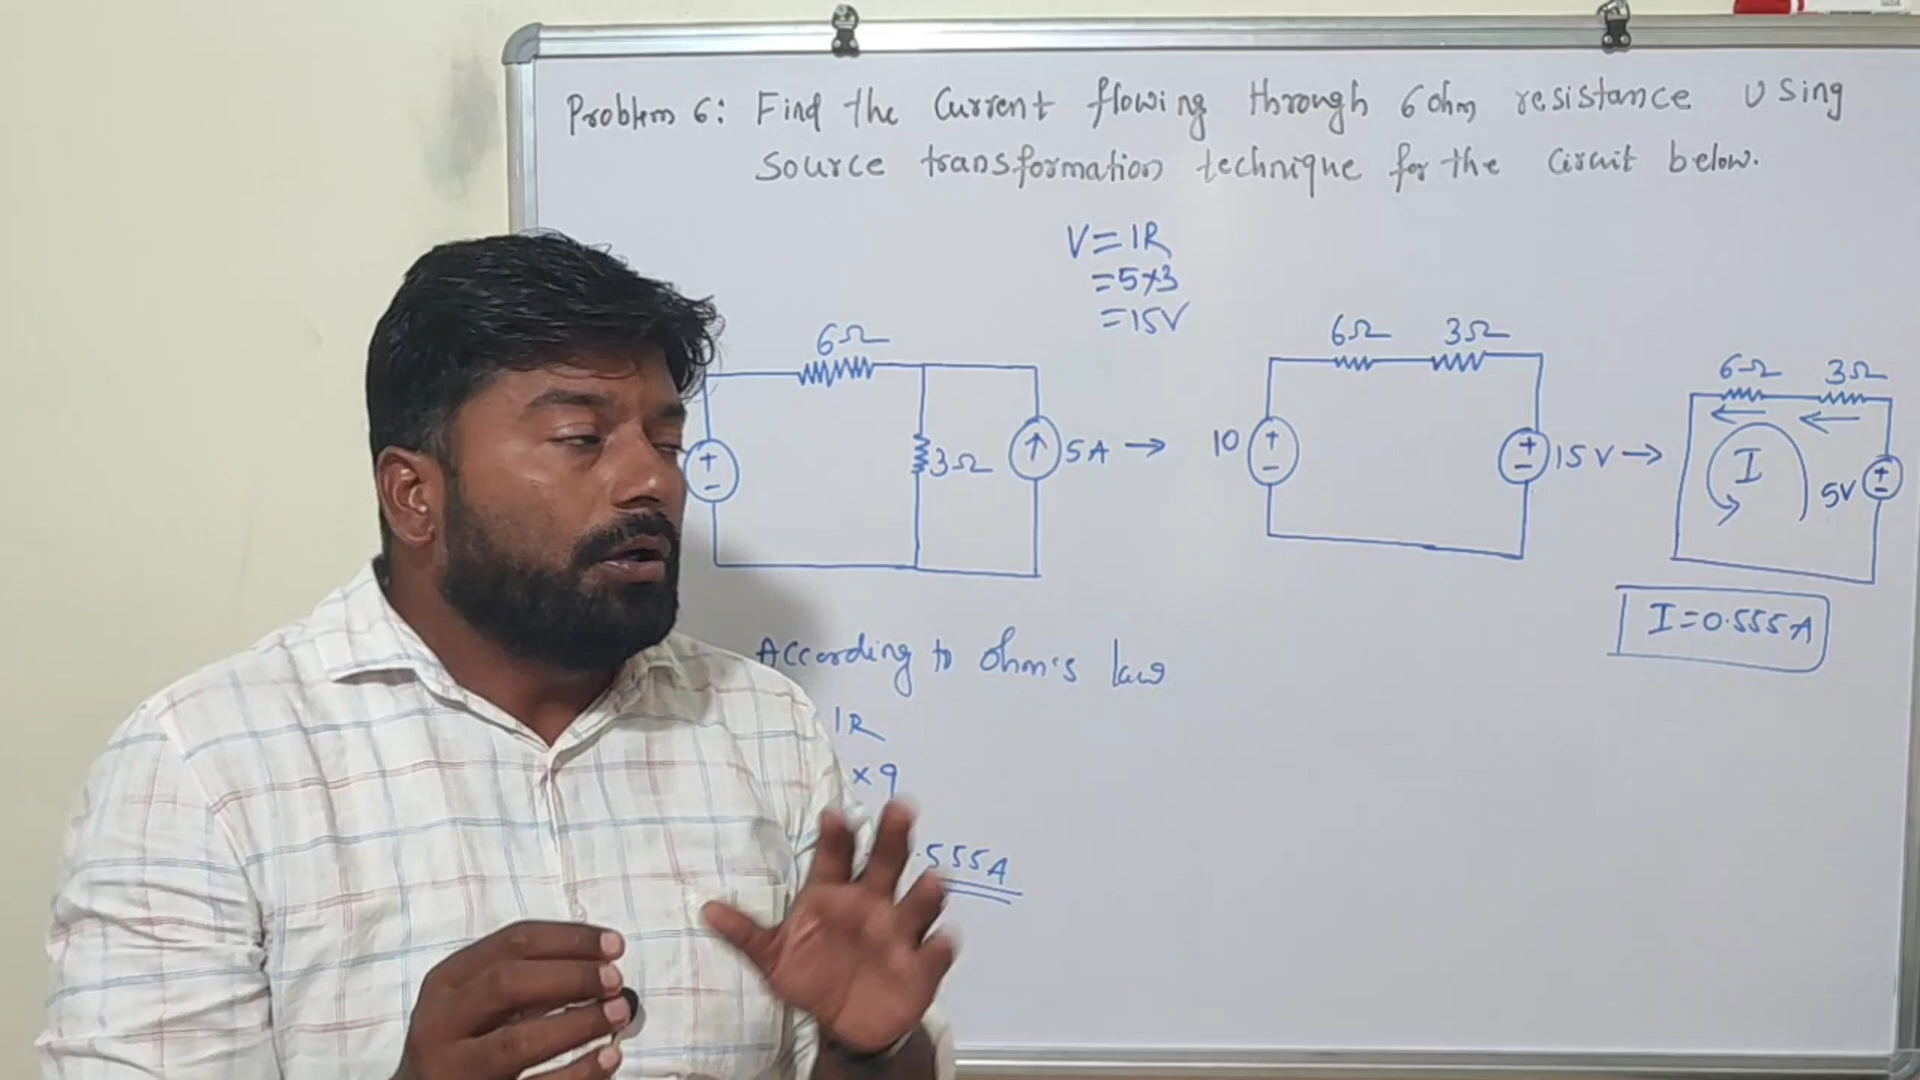 Problem 6: Find the Current flowing through 6 ohm resistance Using
Source transformation technique for the Circuit below.
V = IR
= 5×3
= 15V
6Ω
+
-
3Ω
5A →
6Ω 3Ω
10 + -
+ - 15V →
6Ω 3Ω
I
5V + -
I = 0.555A
According to Ohm's law
IR
× 9
.555A